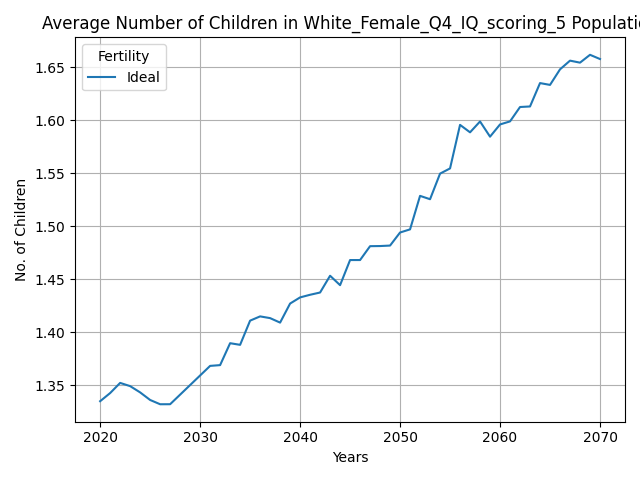 Average Number of Children in White_Female_Q4_IQ_scoring_5 Populatio
Fertility
Ideal
No. of Children
1.65
1.60
1.55
1.50
1.45
1.40
1.35
2020 2030 2040 2050 2060 2070
Years